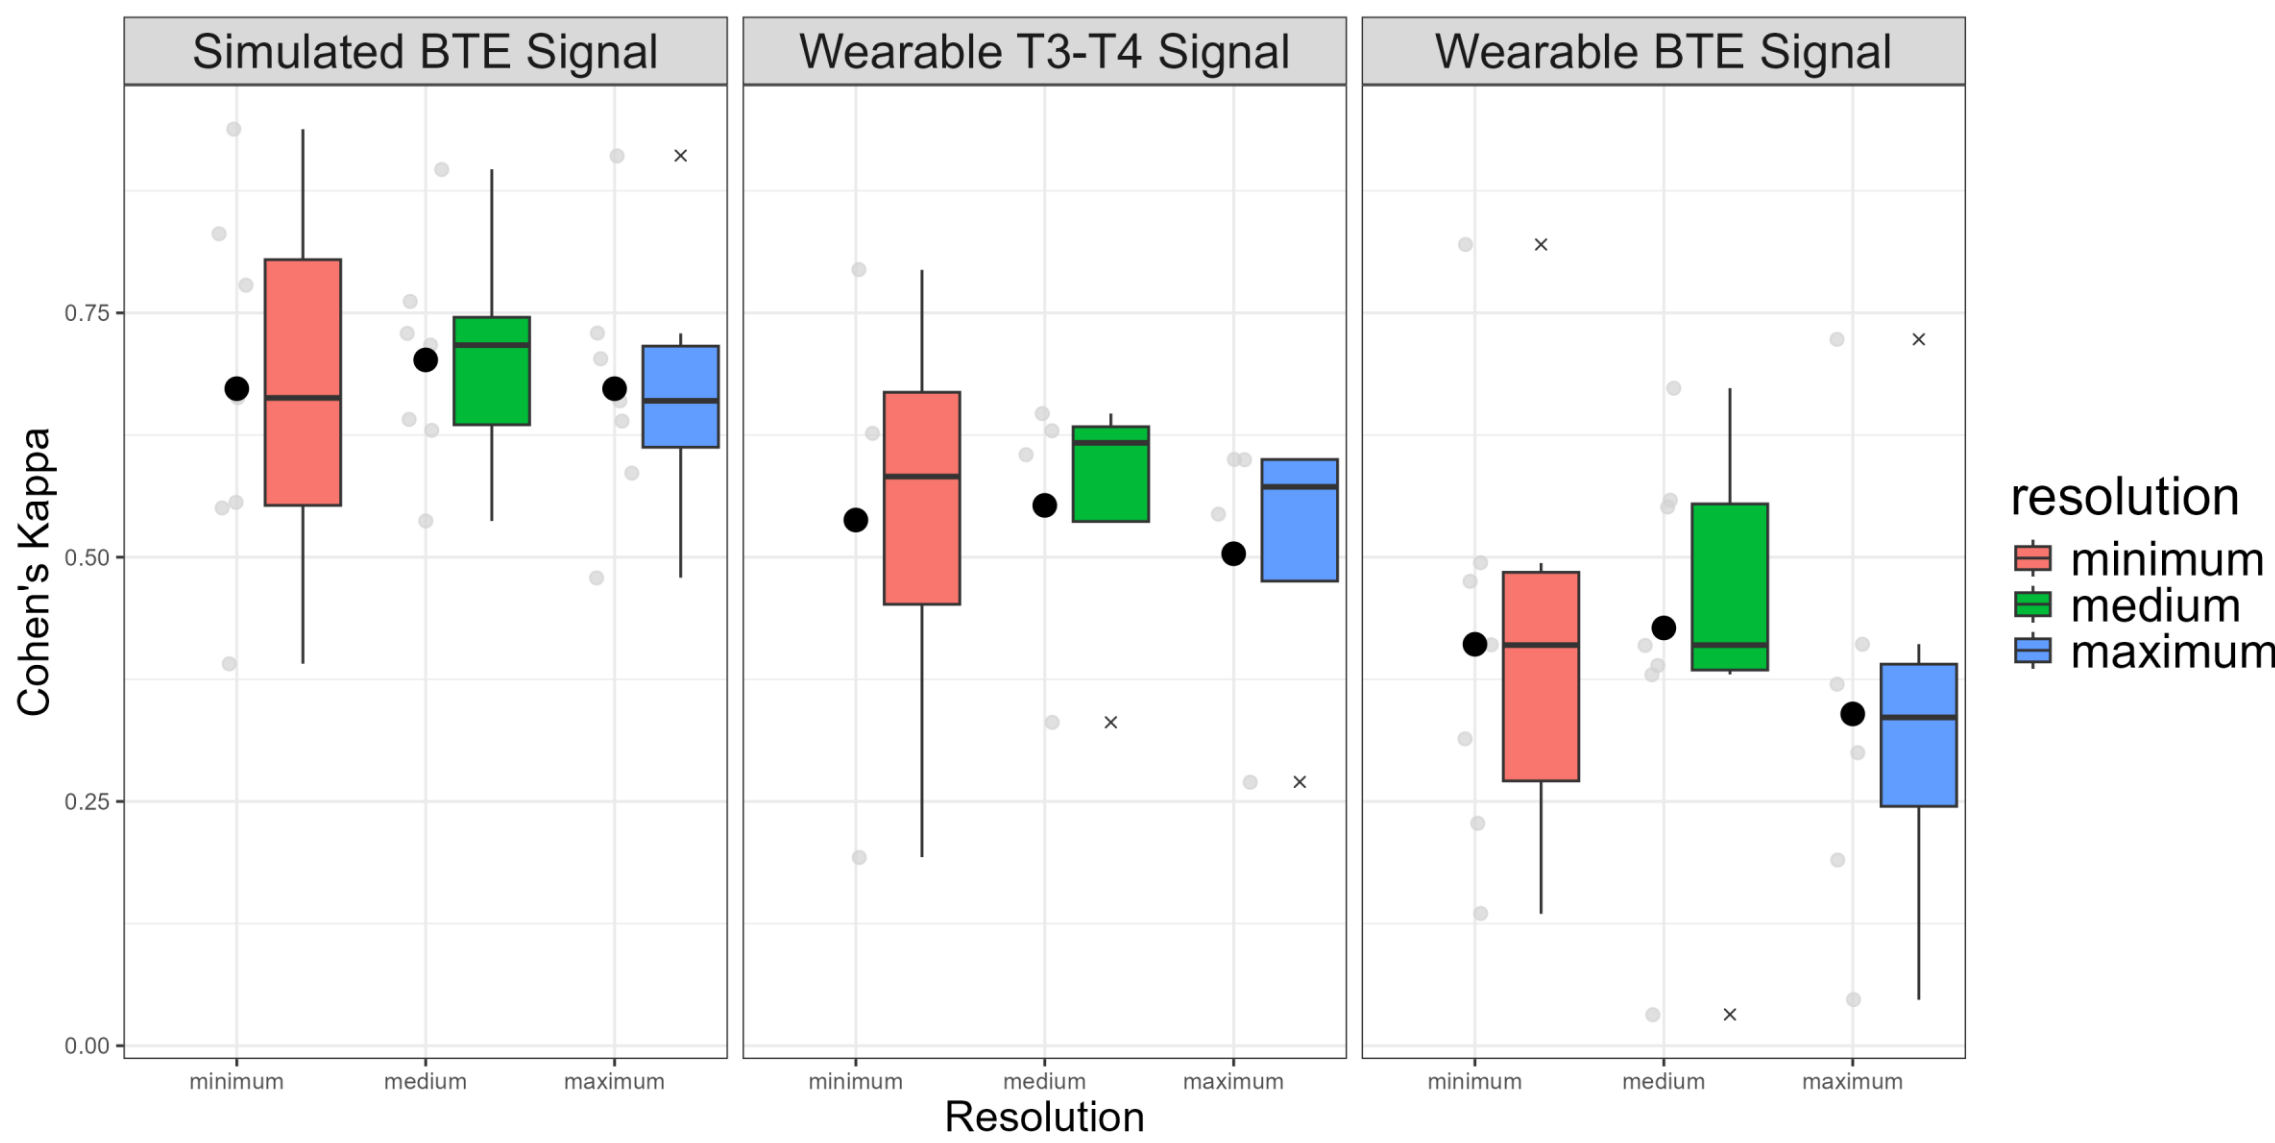 Simulated BTE Signal
Wearable T3-T4 Signal
Wearable BTE Signal
Cohen's Kappa
0.75
0.50
0.25
0.00
minimum
medium
maximum
minimum
medium
maximum
minimum
medium
maximum
Resolution
resolution
minimum
medium
maximum